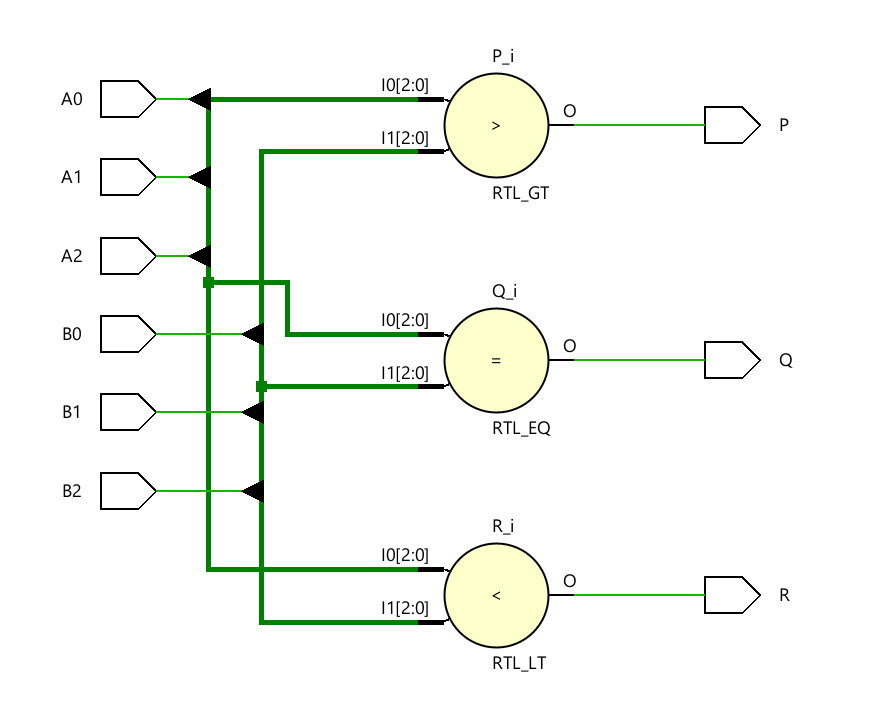 P_i
A0
I0[2:0]
>
O
P
I1[2:0]
RTL_GT
A1
A2
Q_i
B0
I0[2:0]
=
O
Q
I1[2:0]
RTL_EQ
B1
B2
R_i
I0[2:0]
<
O
R
I1[2:0]
RTL_LT